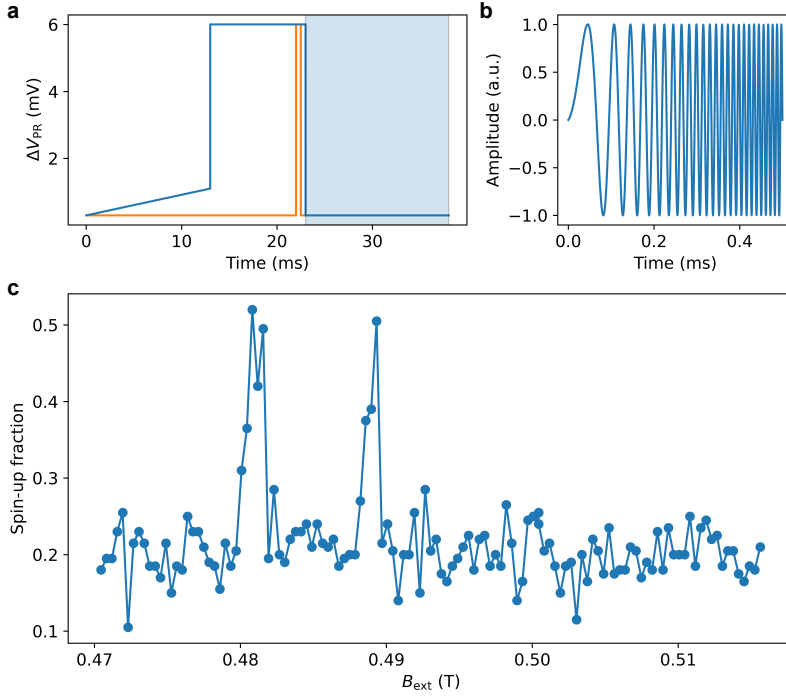 a
6
4
2
ΔV_PR (mV)
0
10
20
30
Time (ms)
b
1.0
0.5
0.0
−0.5
−1.0
Amplitude (a.u.)
0.0
0.2
0.4
Time (ms)
c
0.5
0.4
0.3
0.2
0.1
Spin-up fraction
0.47
0.48
0.49
0.50
0.51
B_ext (T)